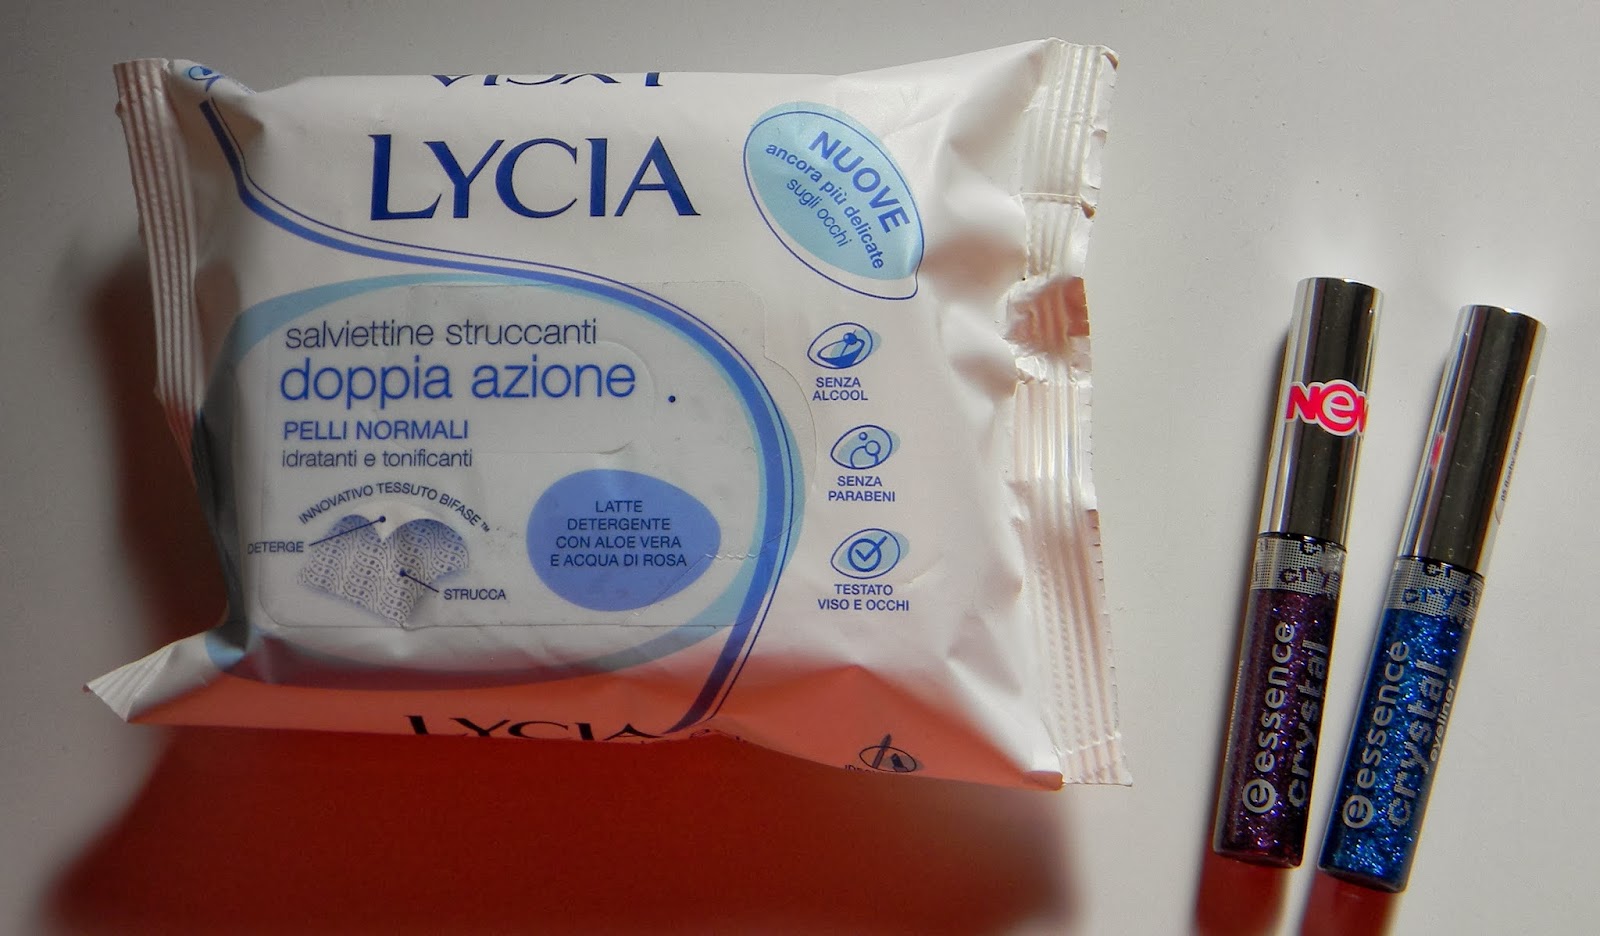 LYCIA
LYCIA
NUOVE
ancora più delicate
sugli occhi
salviettine struccanti
doppia azione
PELLI NORMALI
idratanti e tonificanti
INNOVATIVO TESSUTO BIFASE™
DETERGE
STRUCCA
LATTE
DETERGENTE
CON ALOE VERA
E ACQUA DI ROSA
SENZA
ALCOOL
SENZA
PARABENI
TESTATO
VISO E OCCHI
LYCIA
NEW
essence
crystal
essence
crystal
eyeliner